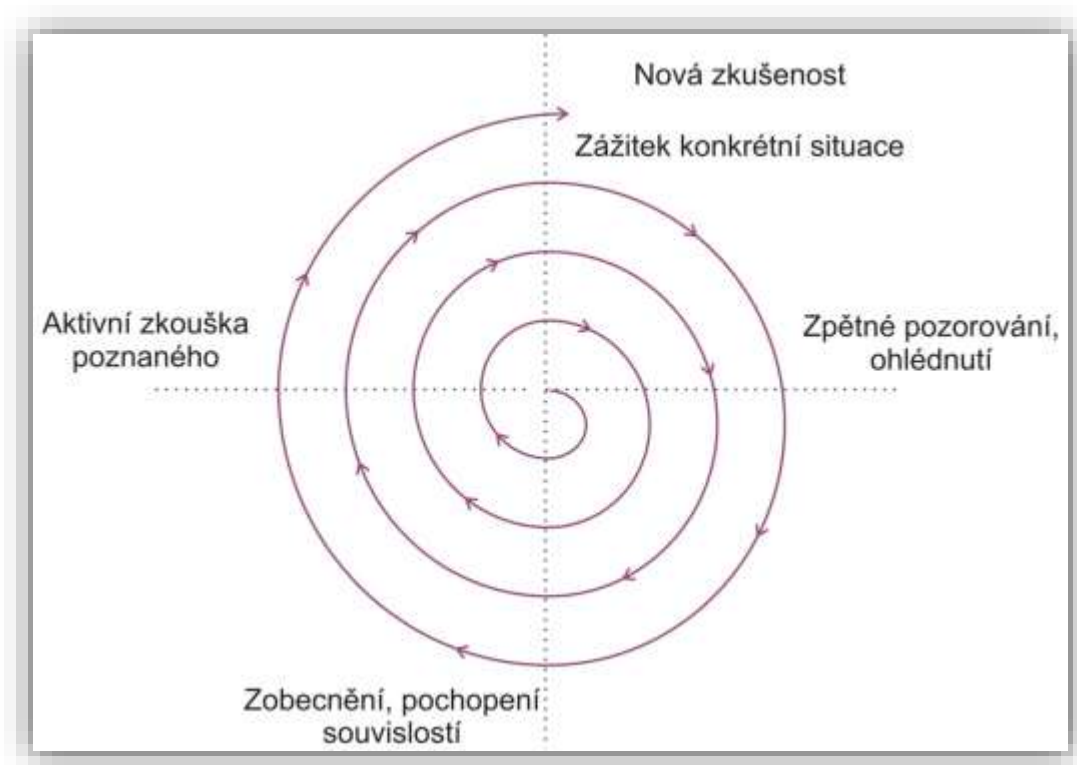 Nová zkušenost
Zážitek konkrétní situace
Aktivní zkouška
poznaného
Zpětné pozorování,
ohlédnutí
Zobecnění, pochopení
souvislostí